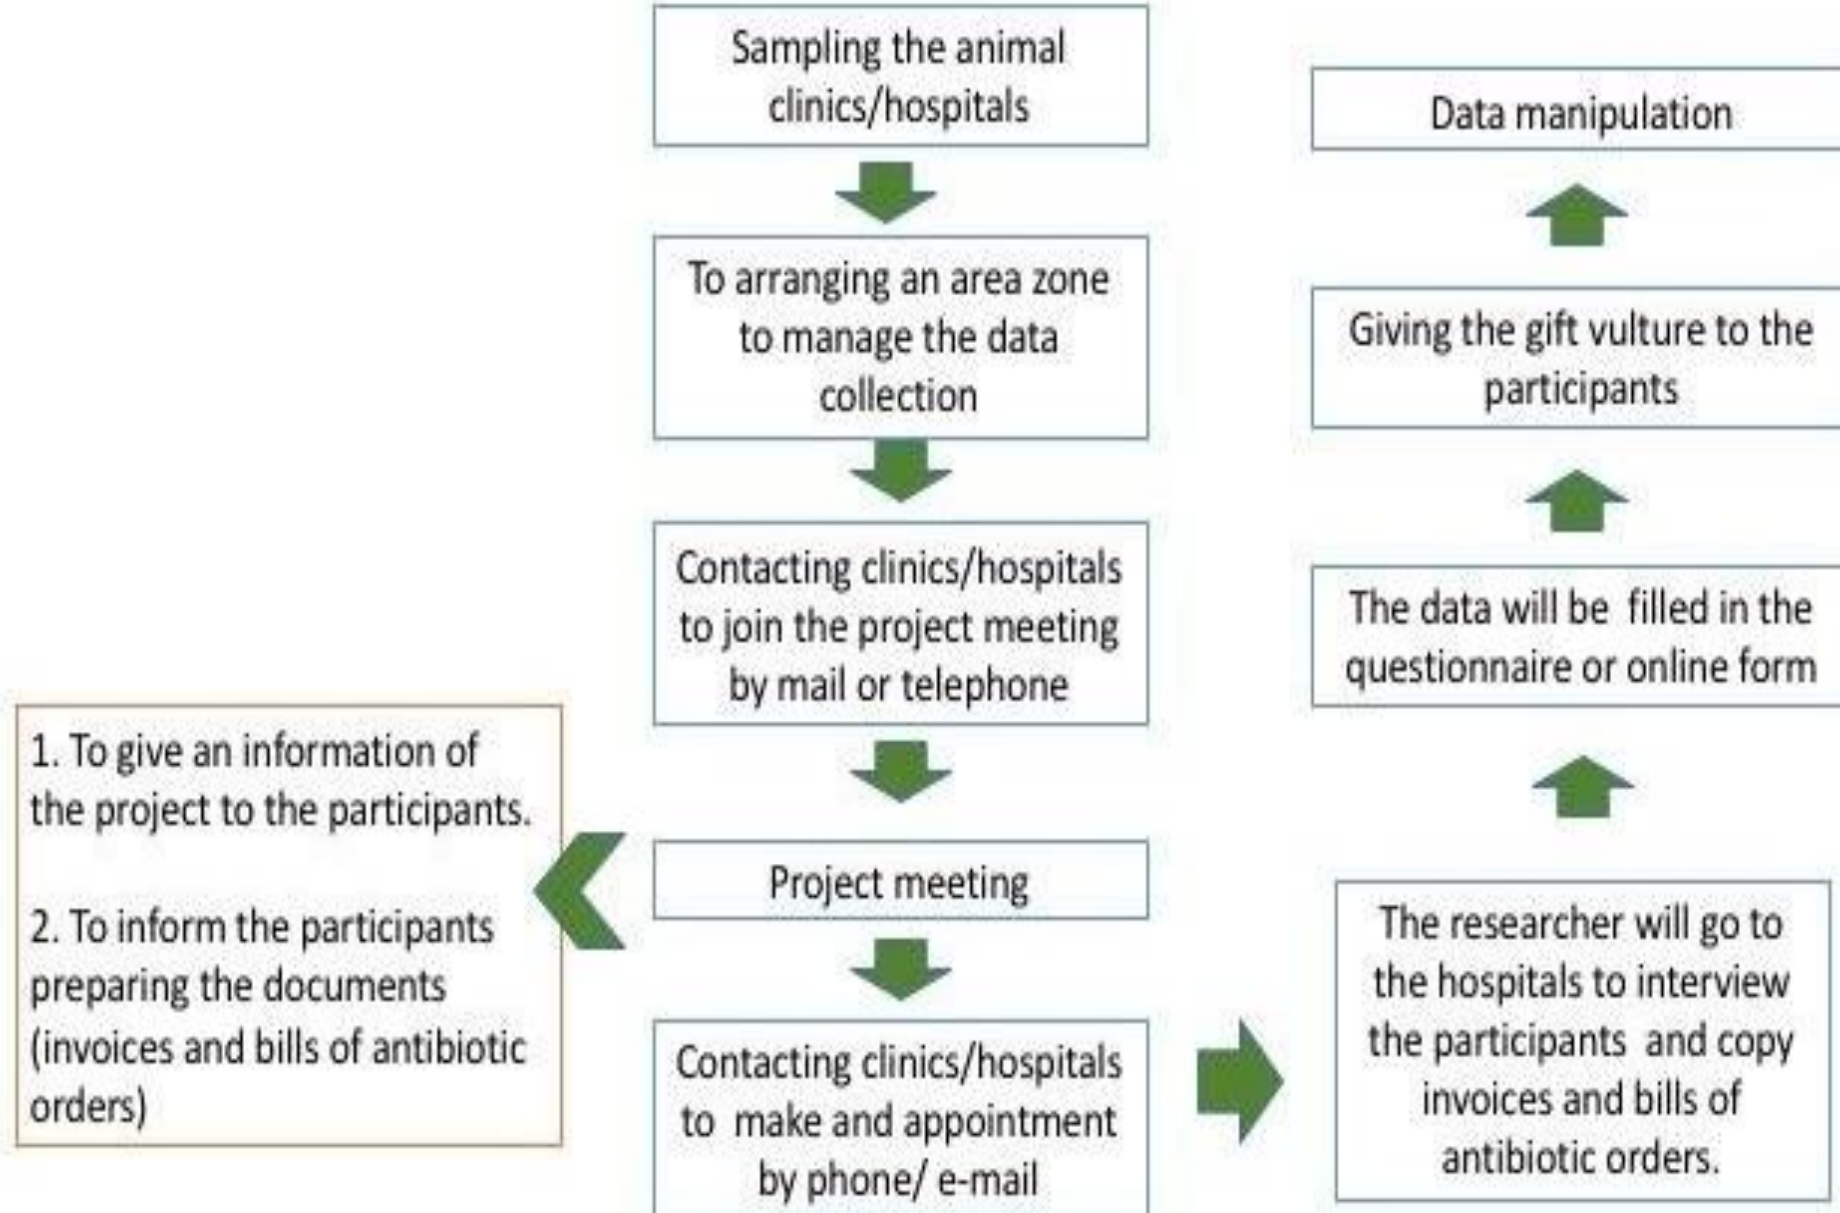 Sampling the animal
clinics/hospitals
To arranging an area zone
to manage the data
collection
Contacting clinics/hospitals
to join the project meeting
by mail or telephone
Project meeting
1. To give an information of
the project to the participants.
2. To inform the participants
preparing the documents
(invoices and bills of antibiotic
orders)
Contacting clinics/hospitals
to make and appointment
by phone/ e-mail
The researcher will go to
the hospitals to interview
the participants and copy
invoices and bills of
antibiotic orders.
The data will be filled in the
questionnaire or online form
Giving the gift vulture to the
participants
Data manipulation